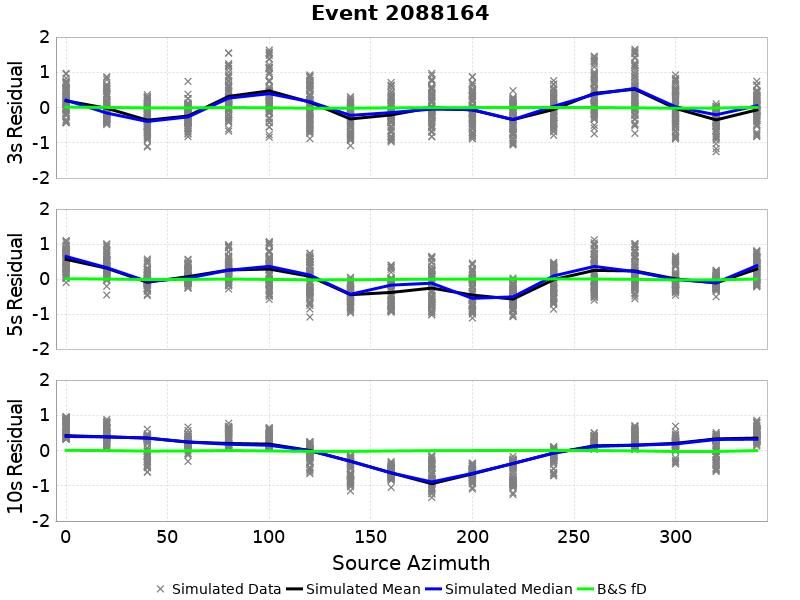 Event 2088164
3s Residual
2
1
0
-1
-2
5s Residual
2
1
0
-1
-2
10s Residual
2
1
0
-1
-2
0 50 100 150 200 250 300
Source Azimuth
Simulated Data Simulated Mean Simulated Median B&S fD